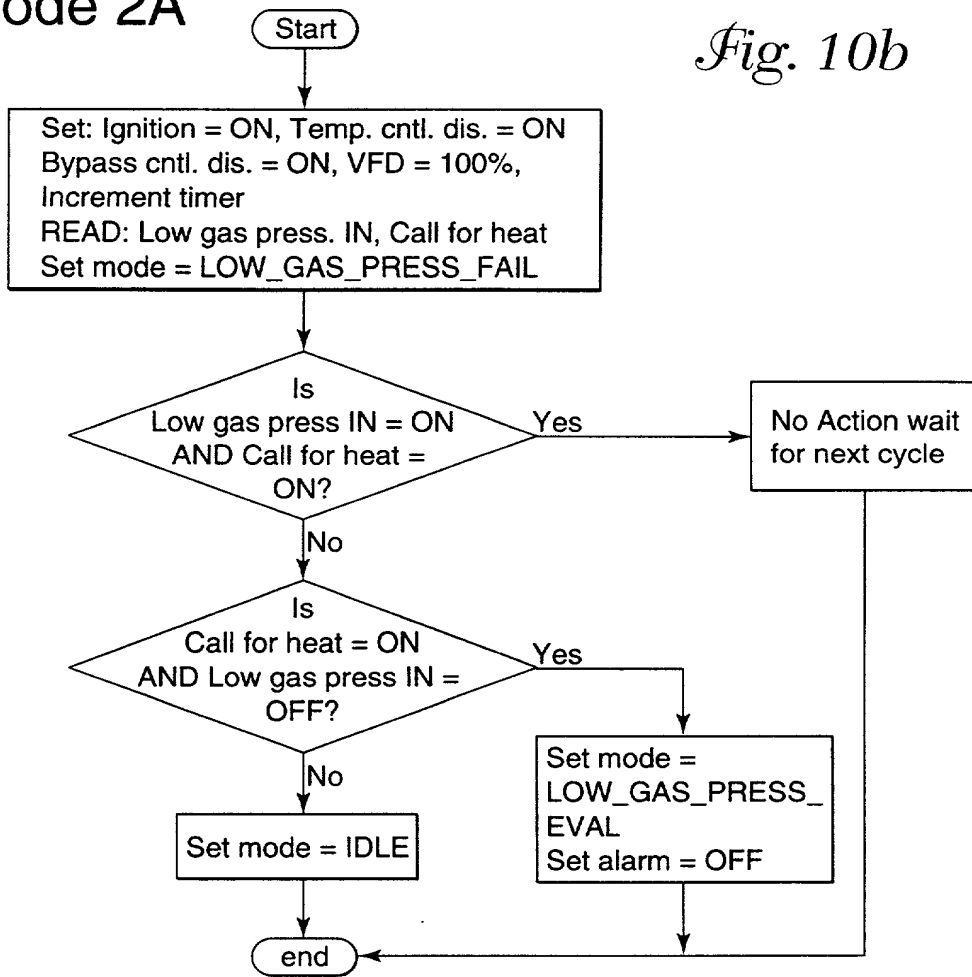 ode 2A
Fig. 10b
Start
Set: Ignition = ON, Temp. cntl. dis. = ON
Bypass cntl. dis. = ON, VFD = 100%,
Increment timer
READ: Low gas press. IN, Call for heat
Set mode = LOW_GAS_PRESS_FAIL
Is
Low gas press IN = ON
AND Call for heat =
ON?
Yes
No Action wait
for next cycle
No
Is
Call for heat = ON
AND Low gas press IN =
OFF?
Yes
Set mode =
LOW_GAS_PRESS_
EVAL
Set alarm = OFF
No
Set mode = IDLE
end